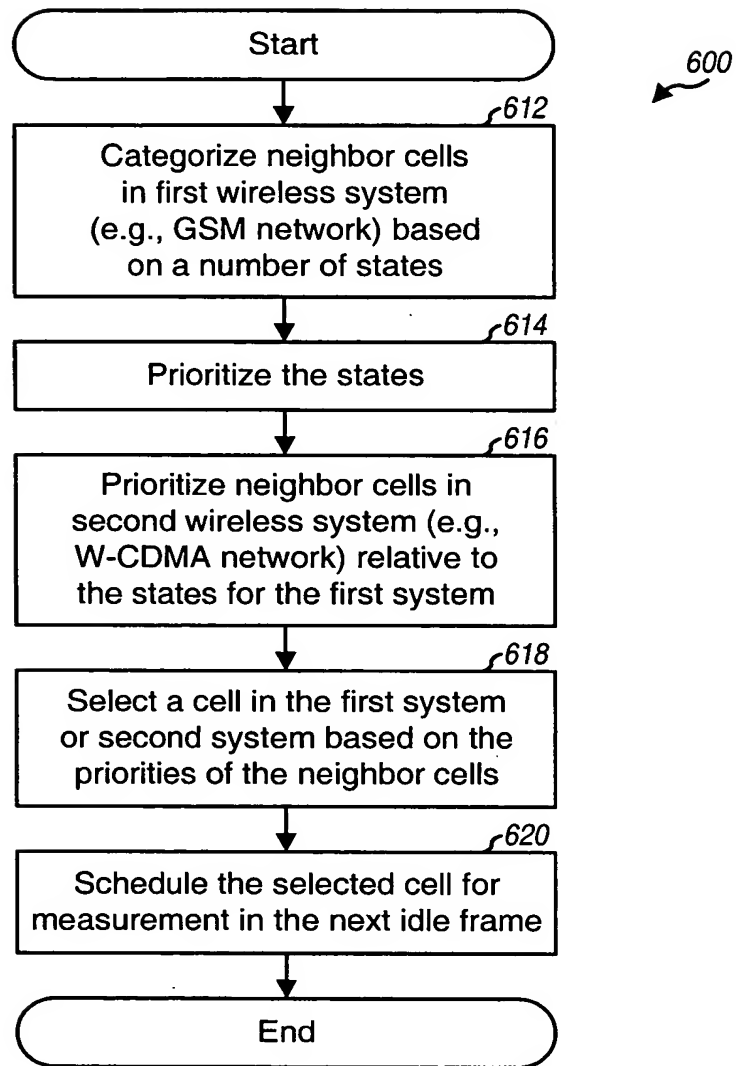 Start
600
612
Categorize neighbor cells
in first wireless system
(e.g., GSM network) based
on a number of states
614
Prioritize the states
616
Prioritize neighbor cells in
second wireless system (e.g.,
W-CDMA network) relative to
the states for the first system
618
Select a cell in the first system
or second system based on the
priorities of the neighbor cells
620
Schedule the selected cell for
measurement in the next idle frame
End